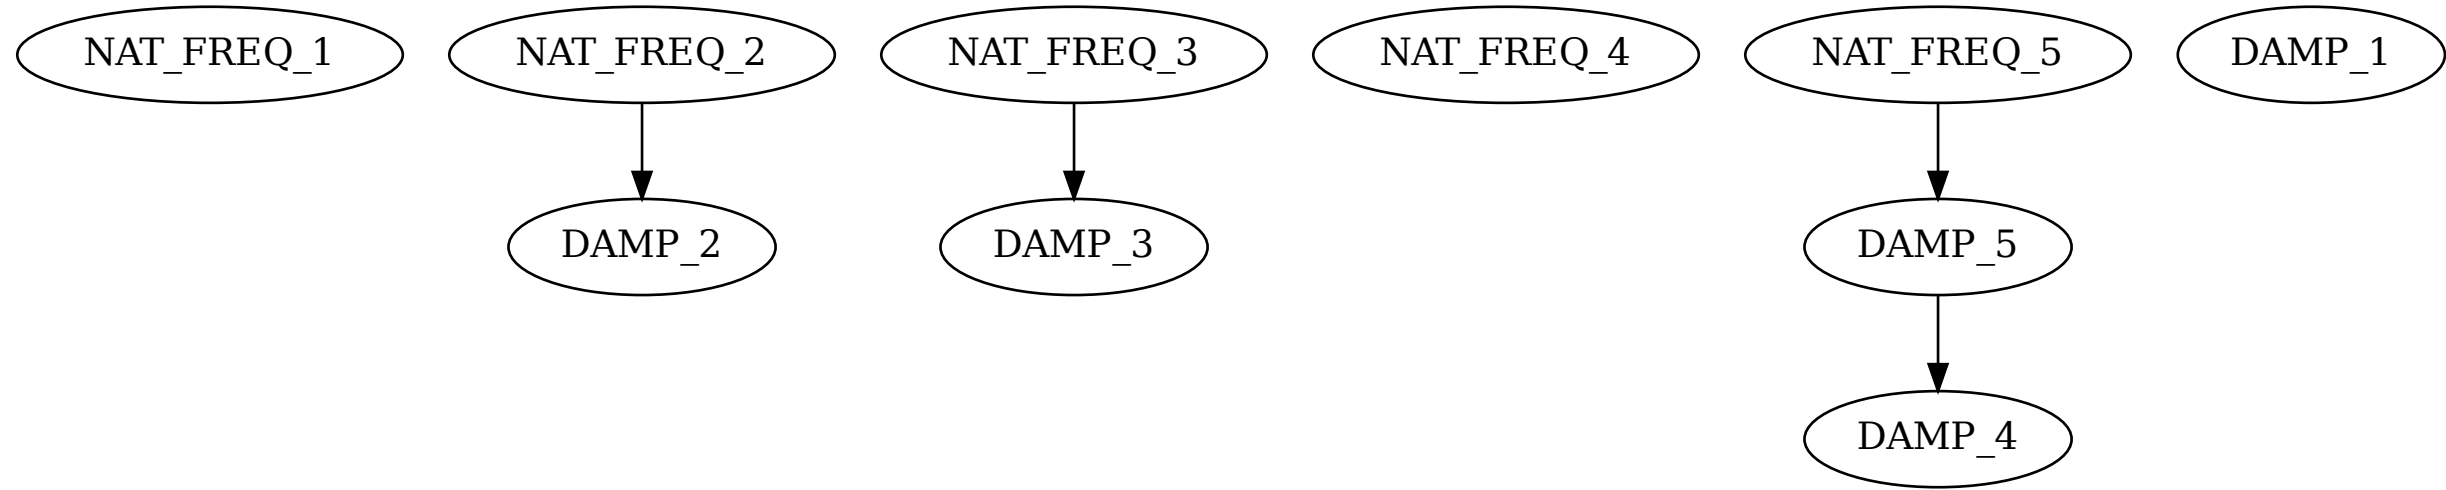 NAT_FREQ_1
NAT_FREQ_2
NAT_FREQ_3
NAT_FREQ_4
NAT_FREQ_5
DAMP_1
DAMP_2
DAMP_3
DAMP_5
DAMP_4